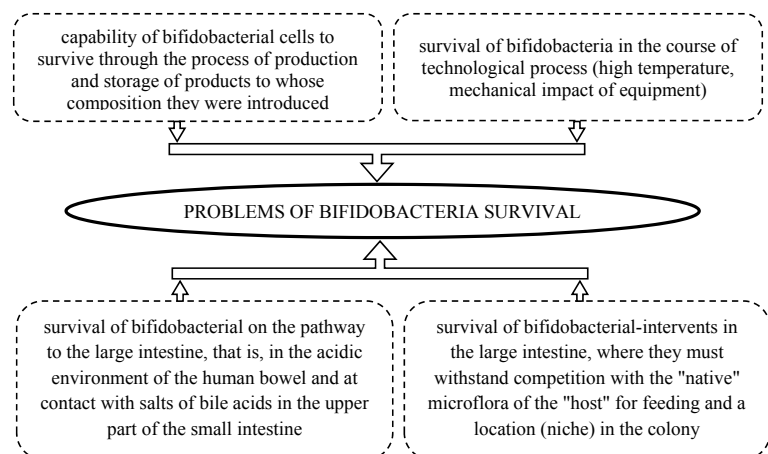 capability of bifidobacterial cells to
survive through the process of production
and storage of products to whose
composition they were introduced
survival of bifidobacteria in the course of
technological process (high temperature,
mechanical impact of equipment)
PROBLEMS OF BIFIDOBACTERIA SURVIVAL
survival of bifidobacterial on the pathway
to the large intestine, that is, in the acidic
environment of the human bowel and at
contact with salts of bile acids in the upper
part of the small intestine
survival of bifidobacterial-intervents in
the large intestine, where they must
withstand competition with the "native"
microflora of the "host" for feeding and a
location (niche) in the colony